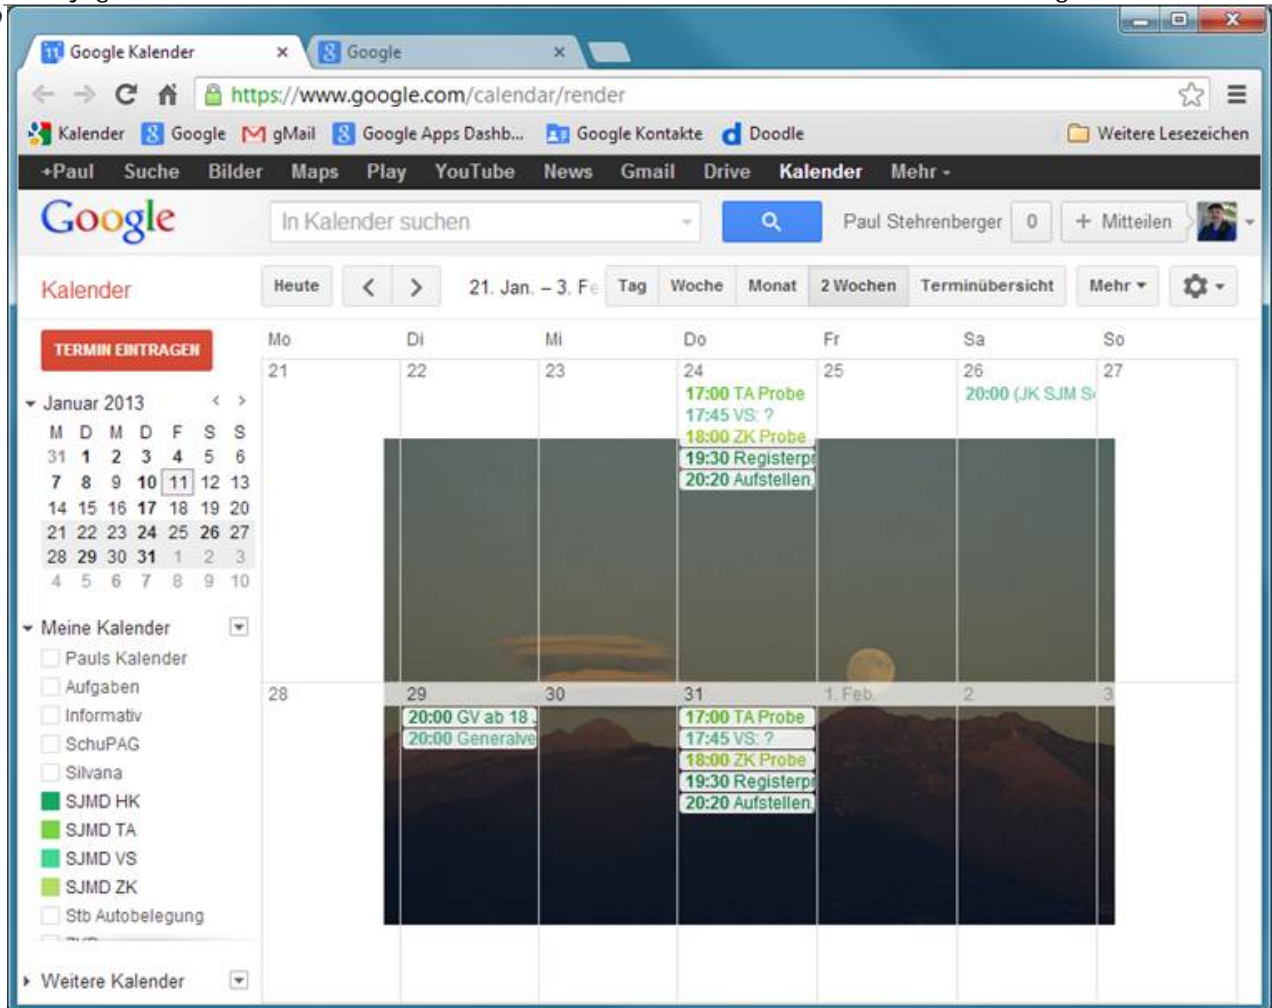 Google Kalender
Google
https://www.google.com/calendar/render
Kalender Google gMail Google Apps Dashb... Google Kontakte Doodle Weitere Lesezeichen
+Paul Suche Bilder Maps Play YouTube News Gmail Drive Kalender Mehr
Google In Kalender suchen Paul Stehrenberger 0 + Mitteilen
Kalender Heute 21. Jan. – 3. Fe Tag Woche Monat 2 Wochen Terminübersicht Mehr
TERMIN EINTRAGEN
Januar 2013
M D M D F S S
31 1 2 3 4 5 6
7 8 9 10 11 12 13
14 15 16 17 18 19 20
21 22 23 24 25 26 27
28 29 30 31 1 2 3
4 5 6 7 8 9 10
Meine Kalender
Pauls Kalender
Aufgaben
Informativ
SchuPAG
Silvana
SJMD HK
SJMD TA
SJMD VS
SJMD ZK
Stb Autobelegung
Weitere Kalender
Mo Di Mi Do Fr Sa So
21 22 23 24 25 26 27
17:00 TA Probe
17:45 VS: ?
18:00 ZK Probe
19:30 Registerpr
20:20 Aufstellen,
20:00 (JK SJM S
28 29 30 31 1. Feb. 2 3
20:00 GV ab 18
20:00 Generalve
17:00 TA Probe
17:45 VS: ?
18:00 ZK Probe
19:30 Registerpr
20:20 Aufstellen,